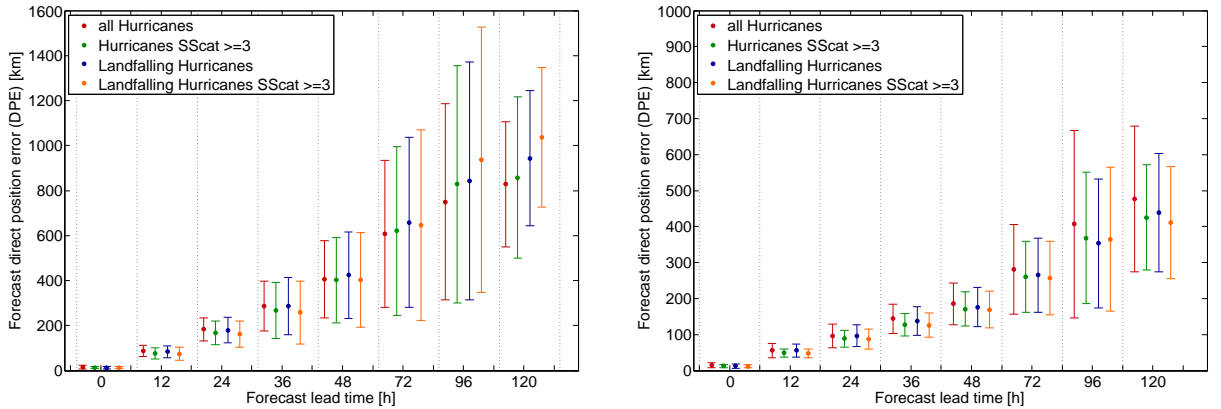 Forecast direct position error (DPE) [km]
1600
1400
1200
1000
800
600
400
200
0
all Hurricanes
Hurricanes SScat >=3
Landfalling Hurricanes
Landfalling Hurricanes SScat >=3
0 12 24 36 48 72 96 120
Forecast lead time [h]
Forecast direct position error (DPE) [km]
1000
900
800
700
600
500
400
300
200
100
0
all Hurricanes
Hurricanes SScat >=3
Landfalling Hurricanes
Landfalling Hurricanes SScat >=3
0 12 24 36 48 72 96 120
Forecast lead time [h]